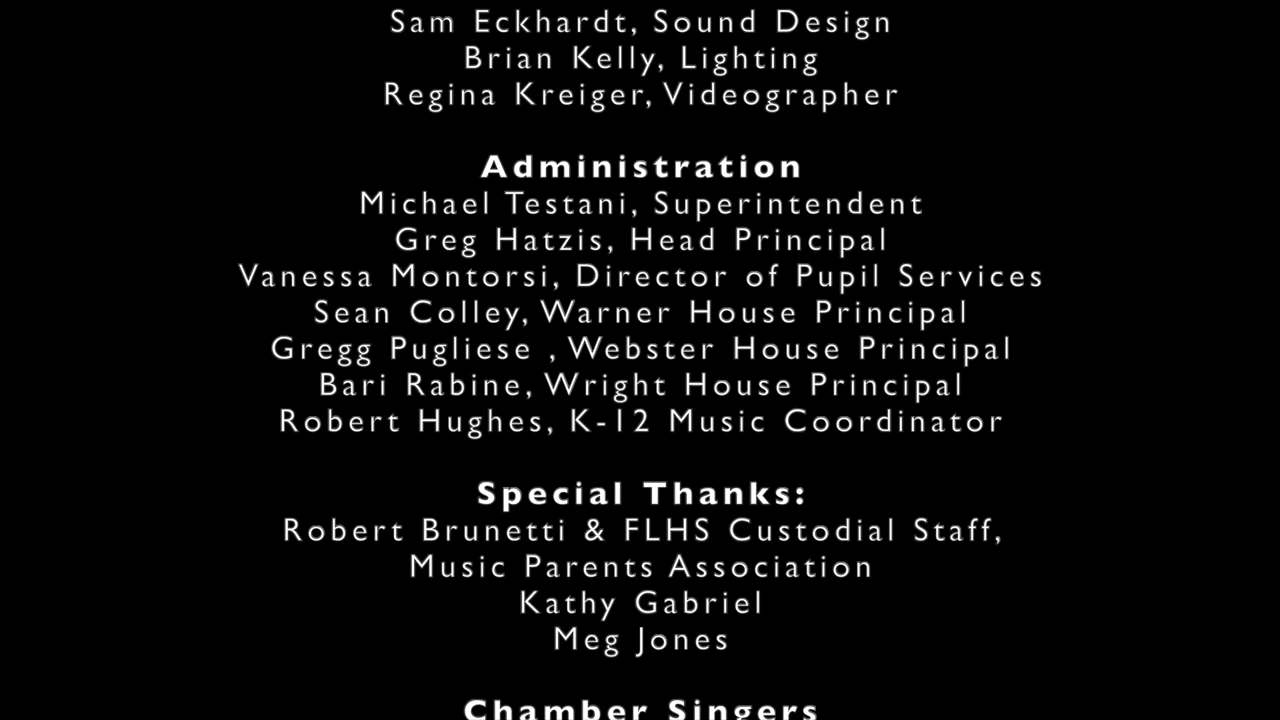 Sam Eckhardt, Sound Design
Brian Kelly, Lighting
Regina Kreiger, Videographer
Administration
Michael Testani, Superintendent
Greg Hatzis, Head Principal
Vanessa Montorsi, Director of Pupil Services
Sean Colley, Warner House Principal
Gregg Pugliese , Webster House Principal
Bari Rabine, Wright House Principal
Robert Hughes, K-12 Music Coordinator
Special Thanks:
Robert Brunetti & FLHS Custodial Staff,
Music Parents Association
Kathy Gabriel
Meg Jones
Chamber Singers